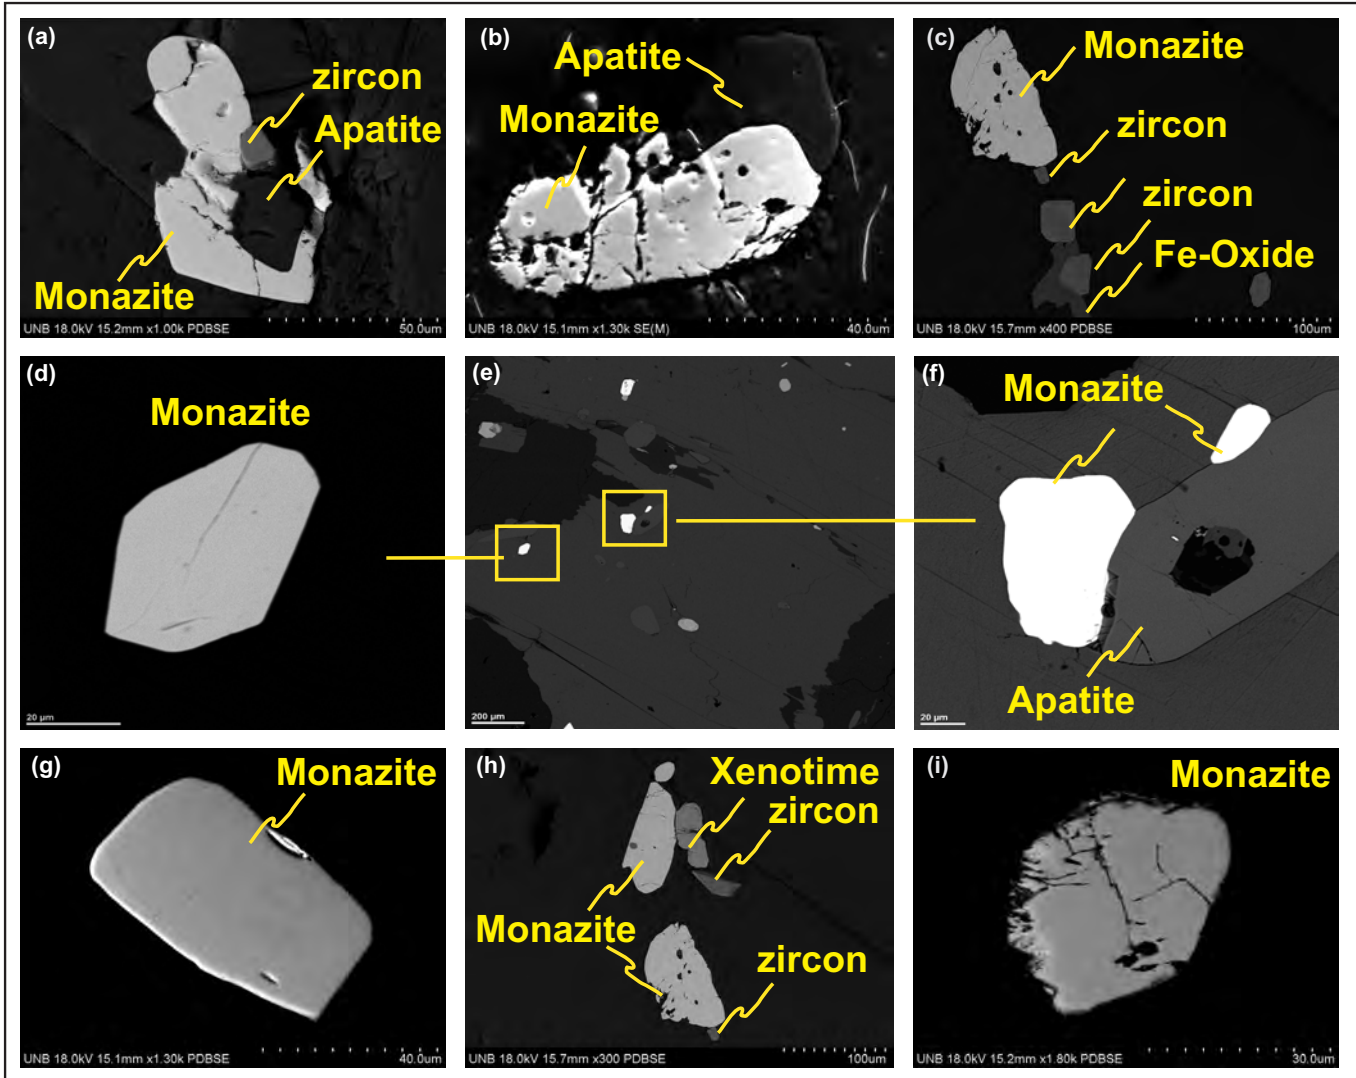 (a)
zircon
Apatite
Monazite
UNB 18.0kV 15.2mm x1.00k PDBSE 50.0um
(b)
Apatite
Monazite
UNB 18.0kV 15.1mm x1.30k SE(M) 40.0um
(c)
Monazite
zircon
zircon
Fe-Oxide
UNB 18.0kV 15.7mm x400 PDBSE 100um
(d)
Monazite
20 µm
(e)
200 µm
(f)
Monazite
Apatite
20 µm
(g)
Monazite
UNB 18.0kV 15.1mm x1.30k PDBSE 40.0um
(h)
Xenotime
zircon
Monazite
zircon
UNB 18.0kV 15.7mm x300 PDBSE 100um
(i)
Monazite
UNB 18.0kV 15.2mm x1.80k PDBSE 30.0um